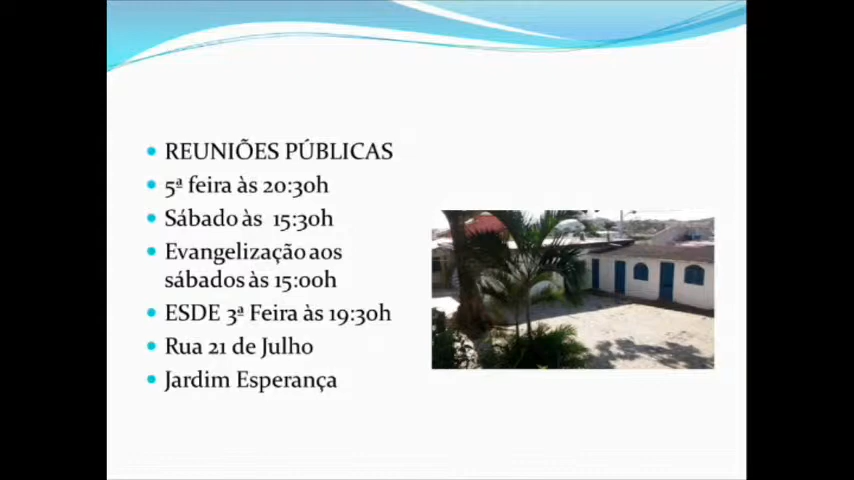 REUNIÕES PÚBLICAS
5ª feira às 20:30h
Sábado às 15:30h
Evangelização aos
sábados às 15:00h
ESDE 3ª Feira às 19:30h
Rua 21 de Julho
Jardim Esperança